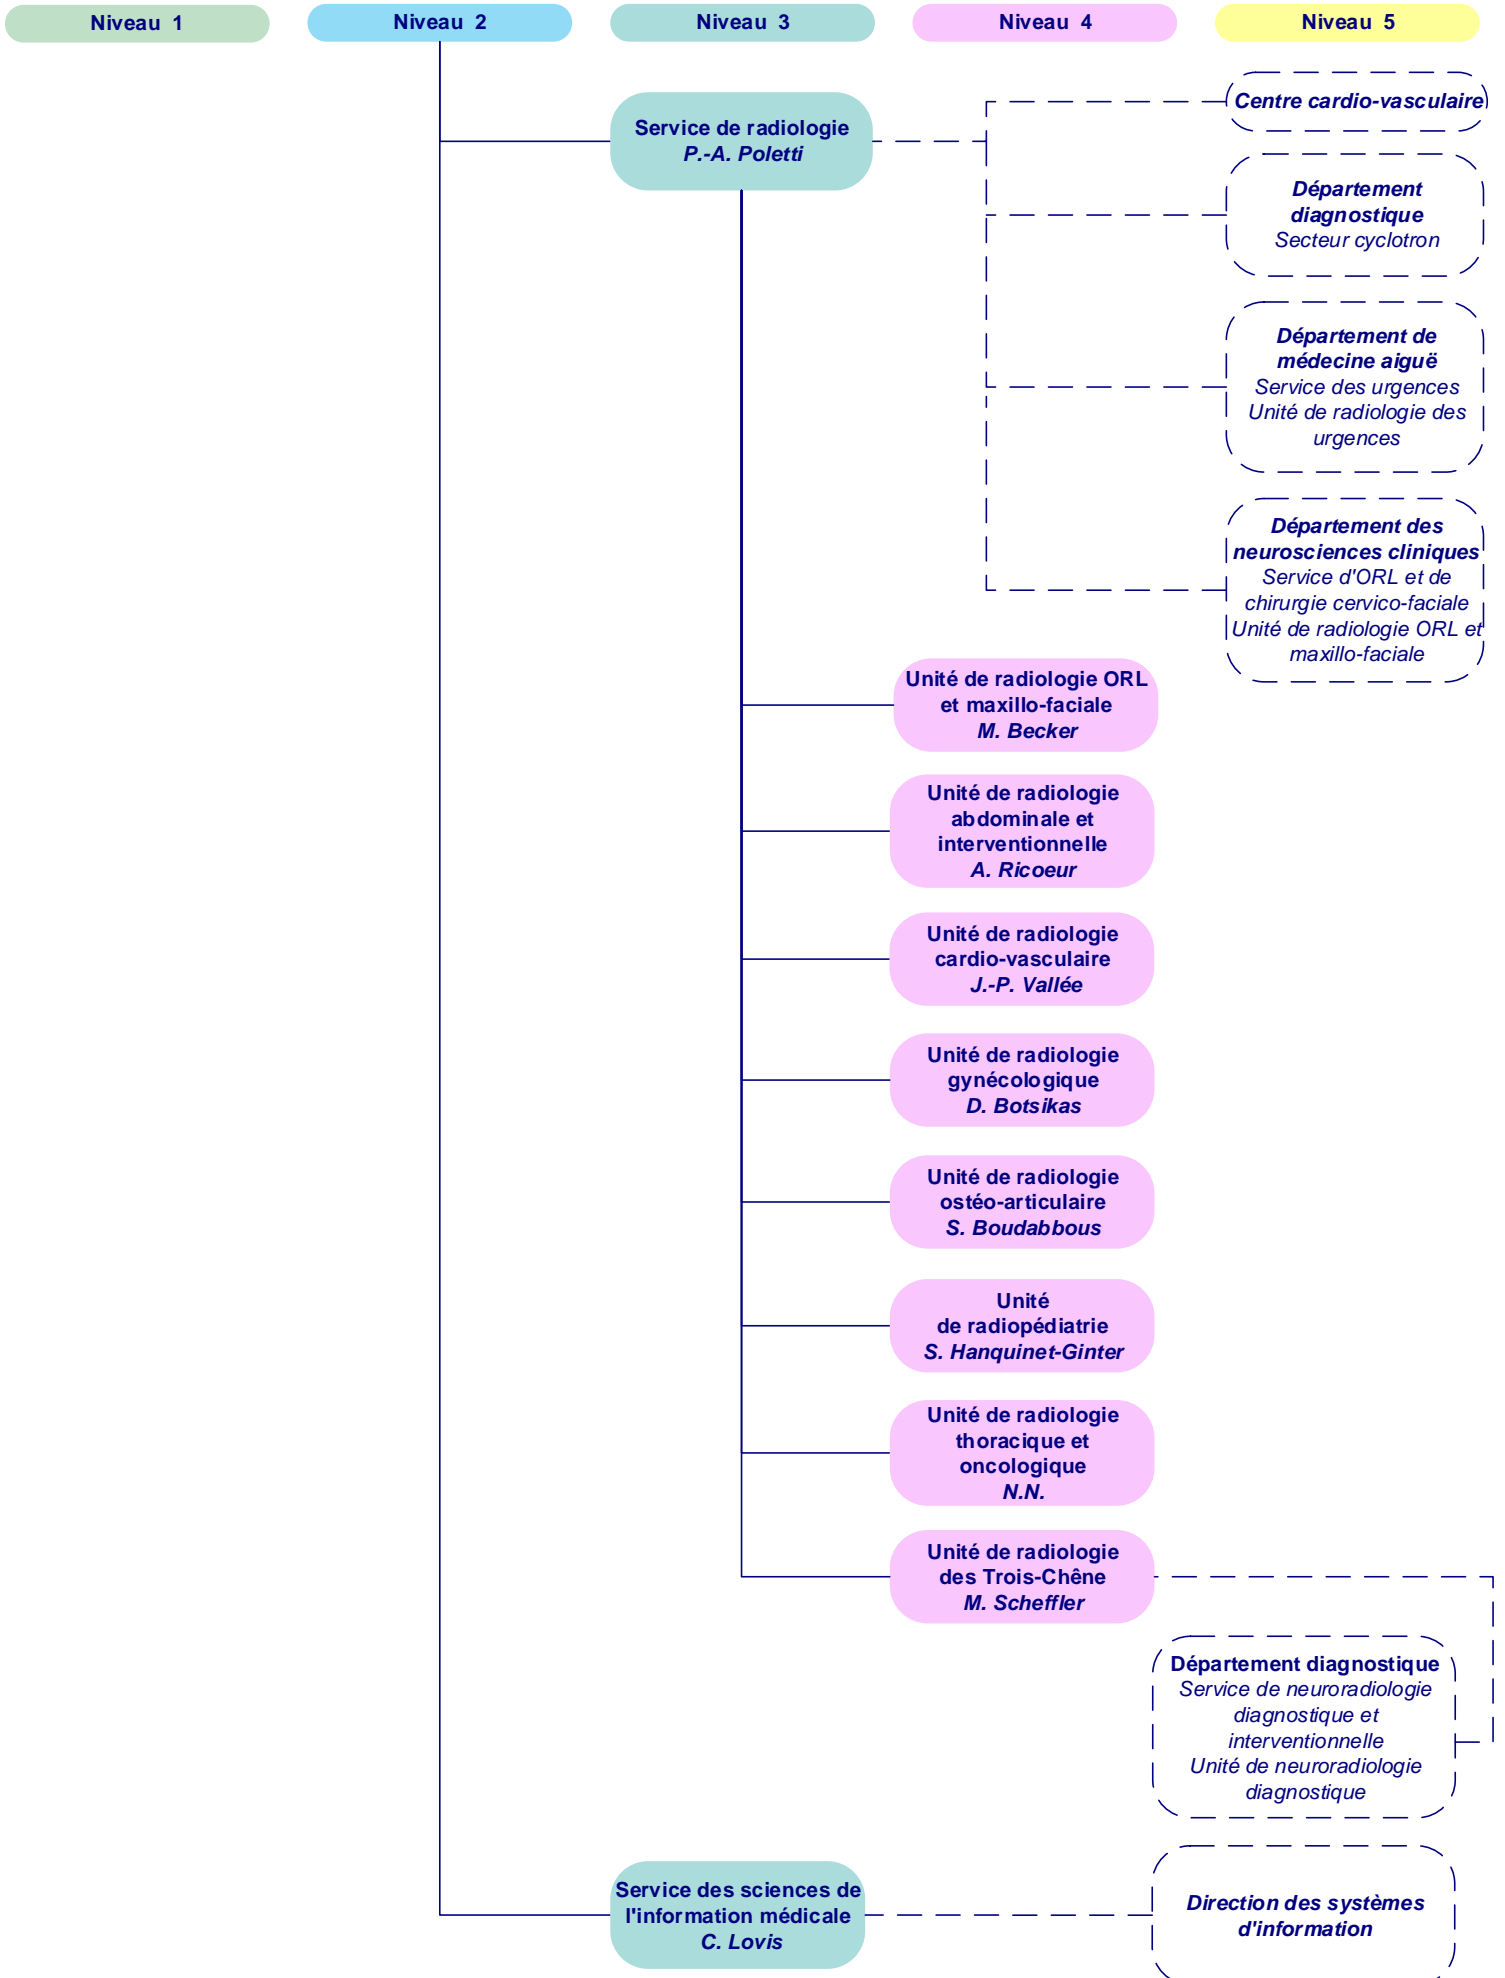 Niveau 1
Niveau 2
Niveau 3
Niveau 4
Niveau 5
Service de radiologie
P.-A. Poletti
Centre cardio-vasculaire
Département
diagnostique
Secteur cyclotron
Département de
médecine aiguë
Service des urgences
Unité de radiologie des
urgences
Département des
neurosciences cliniques
Service d'ORL et de
chirurgie cervico-faciale
Unité de radiologie ORL et
maxillo-faciale
Unité de radiologie ORL
et maxillo-faciale
M. Becker
Unité de radiologie
abdominale et
interventionnelle
A. Ricoeur
Unité de radiologie
cardio-vasculaire
J.-P. Vallée
Unité de radiologie
gynécologique
D. Botsikas
Unité de radiologie
ostéo-articulaire
S. Boudabbous
Unité
de radiopédiatrie
S. Hanquinet-Ginter
Unité de radiologie
thoracique et
oncologique
N.N.
Unité de radiologie
des Trois-Chêne
M. Scheffler
Département diagnostique
Service de neuroradiologie
diagnostique et
interventionnelle
Unité de neuroradiologie
diagnostique
Service des sciences de
l'information médicale
C. Lovis
Direction des systèmes
d'information